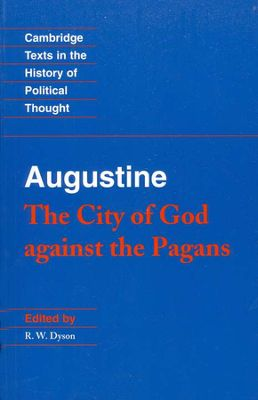 Cambridge
Texts in the
History of
Political
Thought
Augustine
The City of God
against the Pagans
Edited by
R. W. Dyson